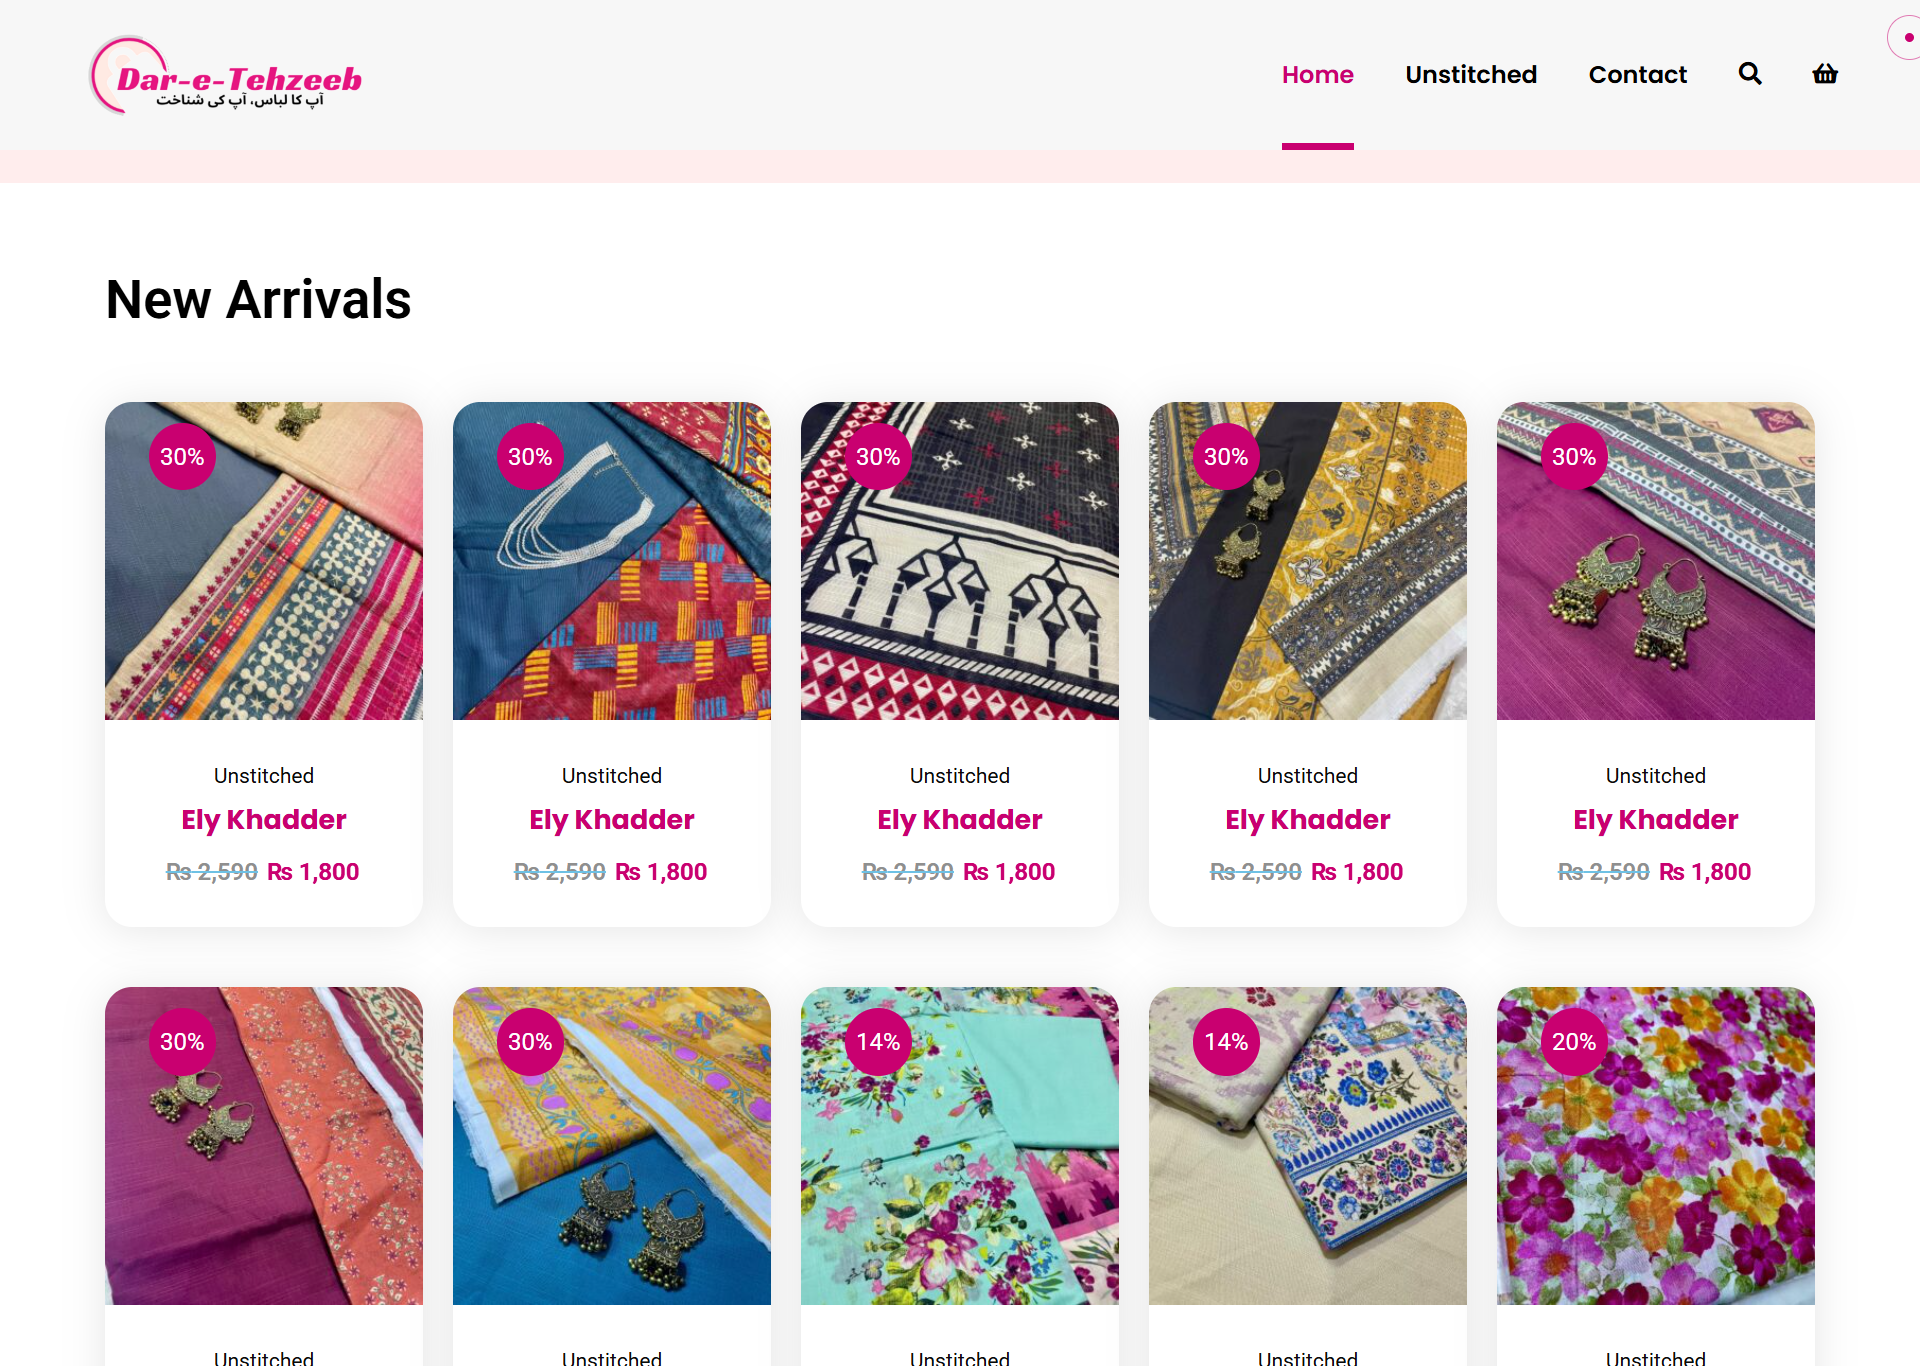 Dar-e-Tehzeeb
آپ کا لباس، آپ کی شناخت
Home Unstitched Contact
New Arrivals
30% 30% 30% 30% 30%
Unstitched Unstitched Unstitched Unstitched Unstitched
Ely Khadder Ely Khadder Ely Khadder Ely Khadder Ely Khadder
₨ 2,590 ₨ 1,800 ₨ 2,590 ₨ 1,800 ₨ 2,590 ₨ 1,800 ₨ 2,590 ₨ 1,800 ₨ 2,590 ₨ 1,800
30% 30% 14% 14% 20%
Unstitched Unstitched Unstitched Unstitched Unstitched